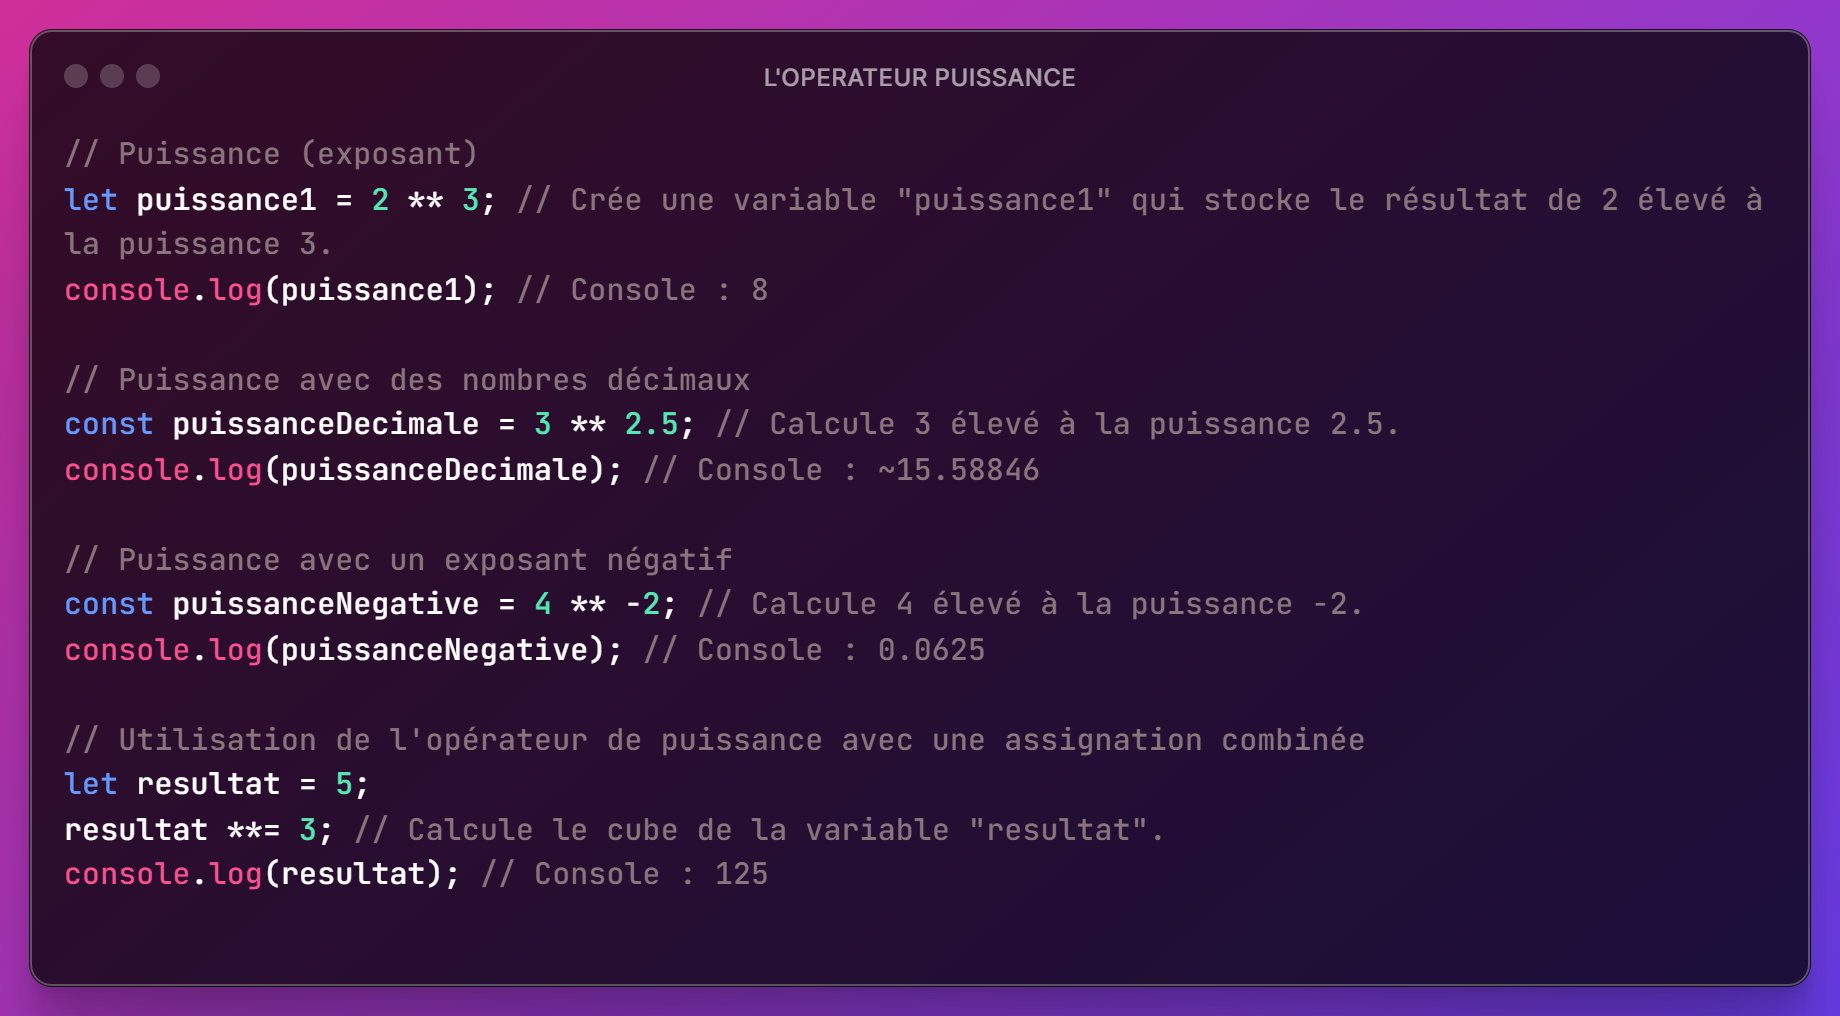 L'OPERATEUR PUISSANCE
// Puissance (exposant)
let puissance1 = 2 ** 3; // Crée une variable "puissance1" qui stocke le résultat de 2 élevé à
la puissance 3.
console.log(puissance1); // Console : 8
// Puissance avec des nombres décimaux
const puissanceDecimale = 3 ** 2.5; // Calcule 3 élevé à la puissance 2.5.
console.log(puissanceDecimale); // Console : ~15.58846
// Puissance avec un exposant négatif
const puissanceNegative = 4 ** -2; // Calcule 4 élevé à la puissance -2.
console.log(puissanceNegative); // Console : 0.0625
// Utilisation de l'opérateur de puissance avec une assignation combinée
let resultat = 5;
resultat **= 3; // Calcule le cube de la variable "resultat".
console.log(resultat); // Console : 125